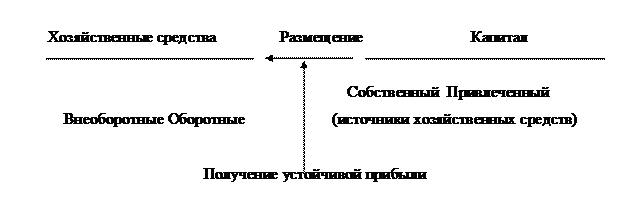 Хозяйственные средства Размещение Капитал
Собственный Привлеченный
Внеоборотные Оборотные (источники хозяйственных средств)
Получение устойчивой прибыли